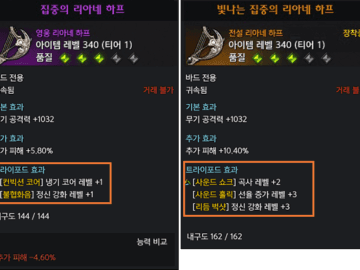 집중의 리아네 하프
영웅 리아네 하프
아이템 레벨 340 (티어 1)
품질
바드 전용
귀속됨
거래 불가
기본 효과
무기 공격력 +1032
추가 효과
추가 피해 +5.80%
트라이포드 효과
[컨빅션 코어] 냉기 코어 레벨 +1
[불협화음] 정신 강화 레벨 +1
내구도 144 / 144
능력 비교
추가 피해 -4.60%
빛나는 집중의 리아네 하프
전설 리아네 하프
장착중
아이템 레벨 340 (티어 1)
품질
바드 전용
귀속됨
거래 불가
기본 효과
무기 공격력 +1032
추가 효과
추가 피해 +10.40%
트라이포드 효과
[사운드 쇼크] 곡사 레벨 +2
[사운드 홀릭] 선율 증가 레벨 +3
[리듬 벅샷] 정신 강화 레벨 +3
내구도 162 / 162